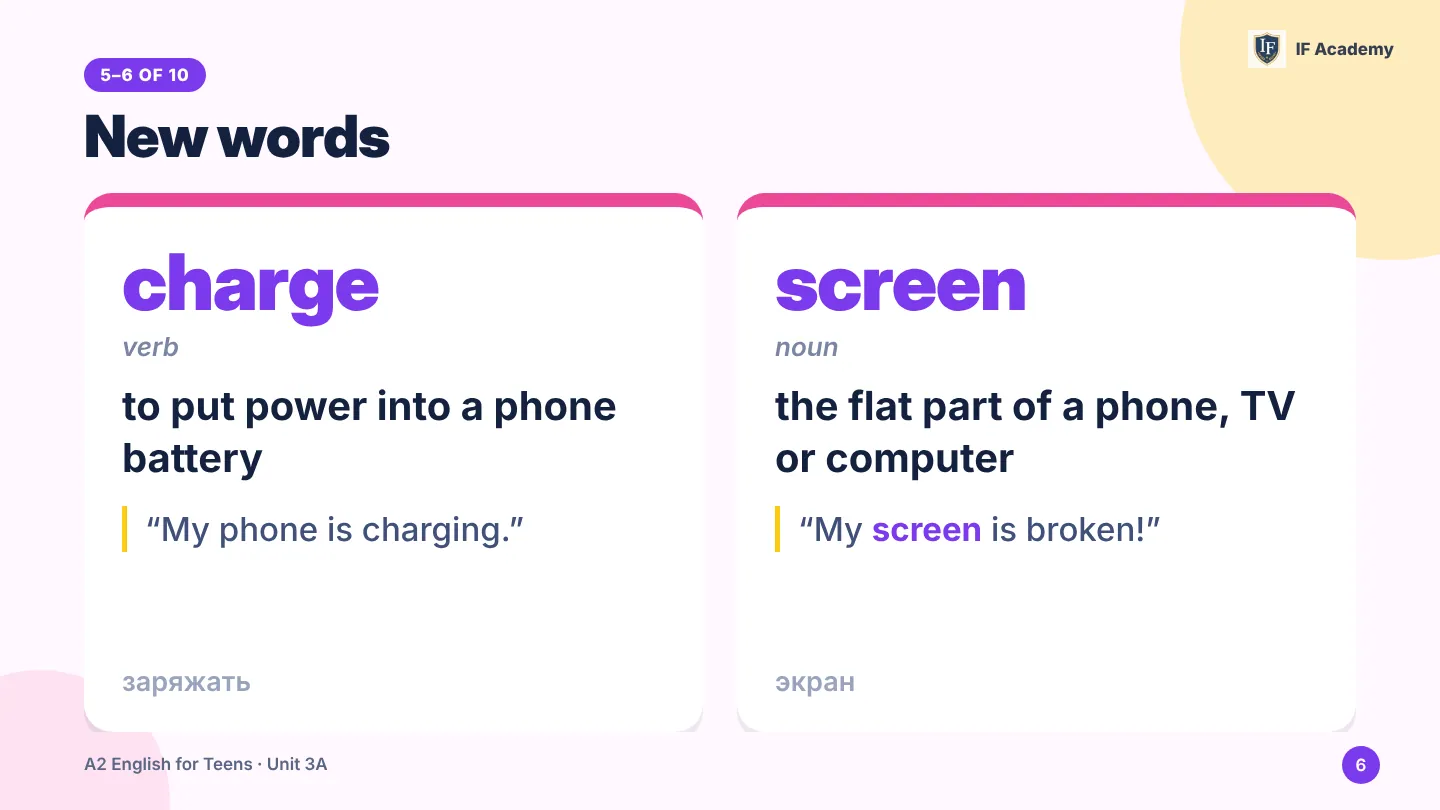 IF Academy
5–6 OF 10
New words
charge
verb
to put power into a phone
battery
“My phone is charging.”
заряжать
screen
noun
the flat part of a phone, TV
or computer
“My screen is broken!”
экран
A2 English for Teens · Unit 3A
6